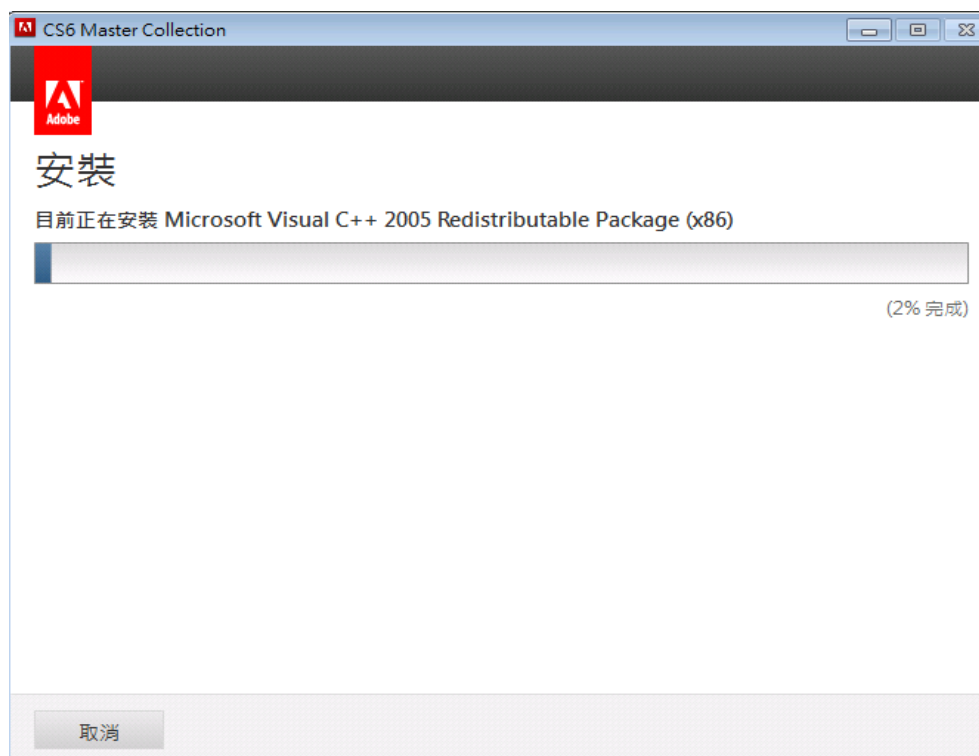 CS6 Master Collection
Adobe
安裝
目前正在安裝 Microsoft Visual C++ 2005 Redistributable Package (x86)
(2% 完成)
取消